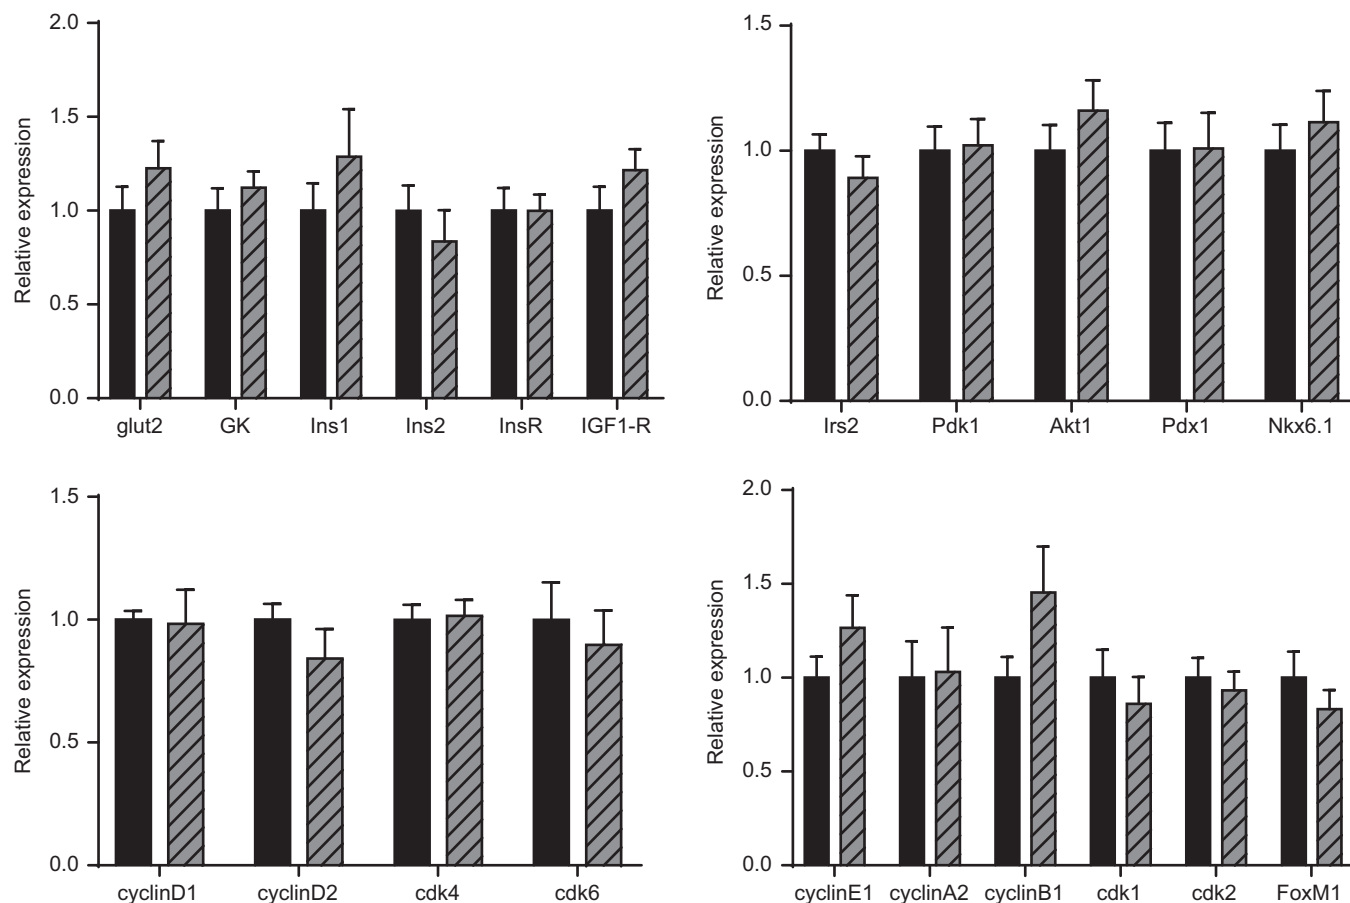 2.0
1.5
1.0
0.5
0.0
Relative expression
glut2 GK Ins1 Ins2 InsR IGF1-R
1.5
1.0
0.5
0.0
Relative expression
Irs2 Pdk1 Akt1 Pdx1 Nkx6.1
1.5
1.0
0.5
0.0
Relative expression
cyclinD1 cyclinD2 cdk4 cdk6
2.0
1.5
1.0
0.5
0.0
Relative expression
cyclinE1 cyclinA2 cyclinB1 cdk1 cdk2 FoxM1